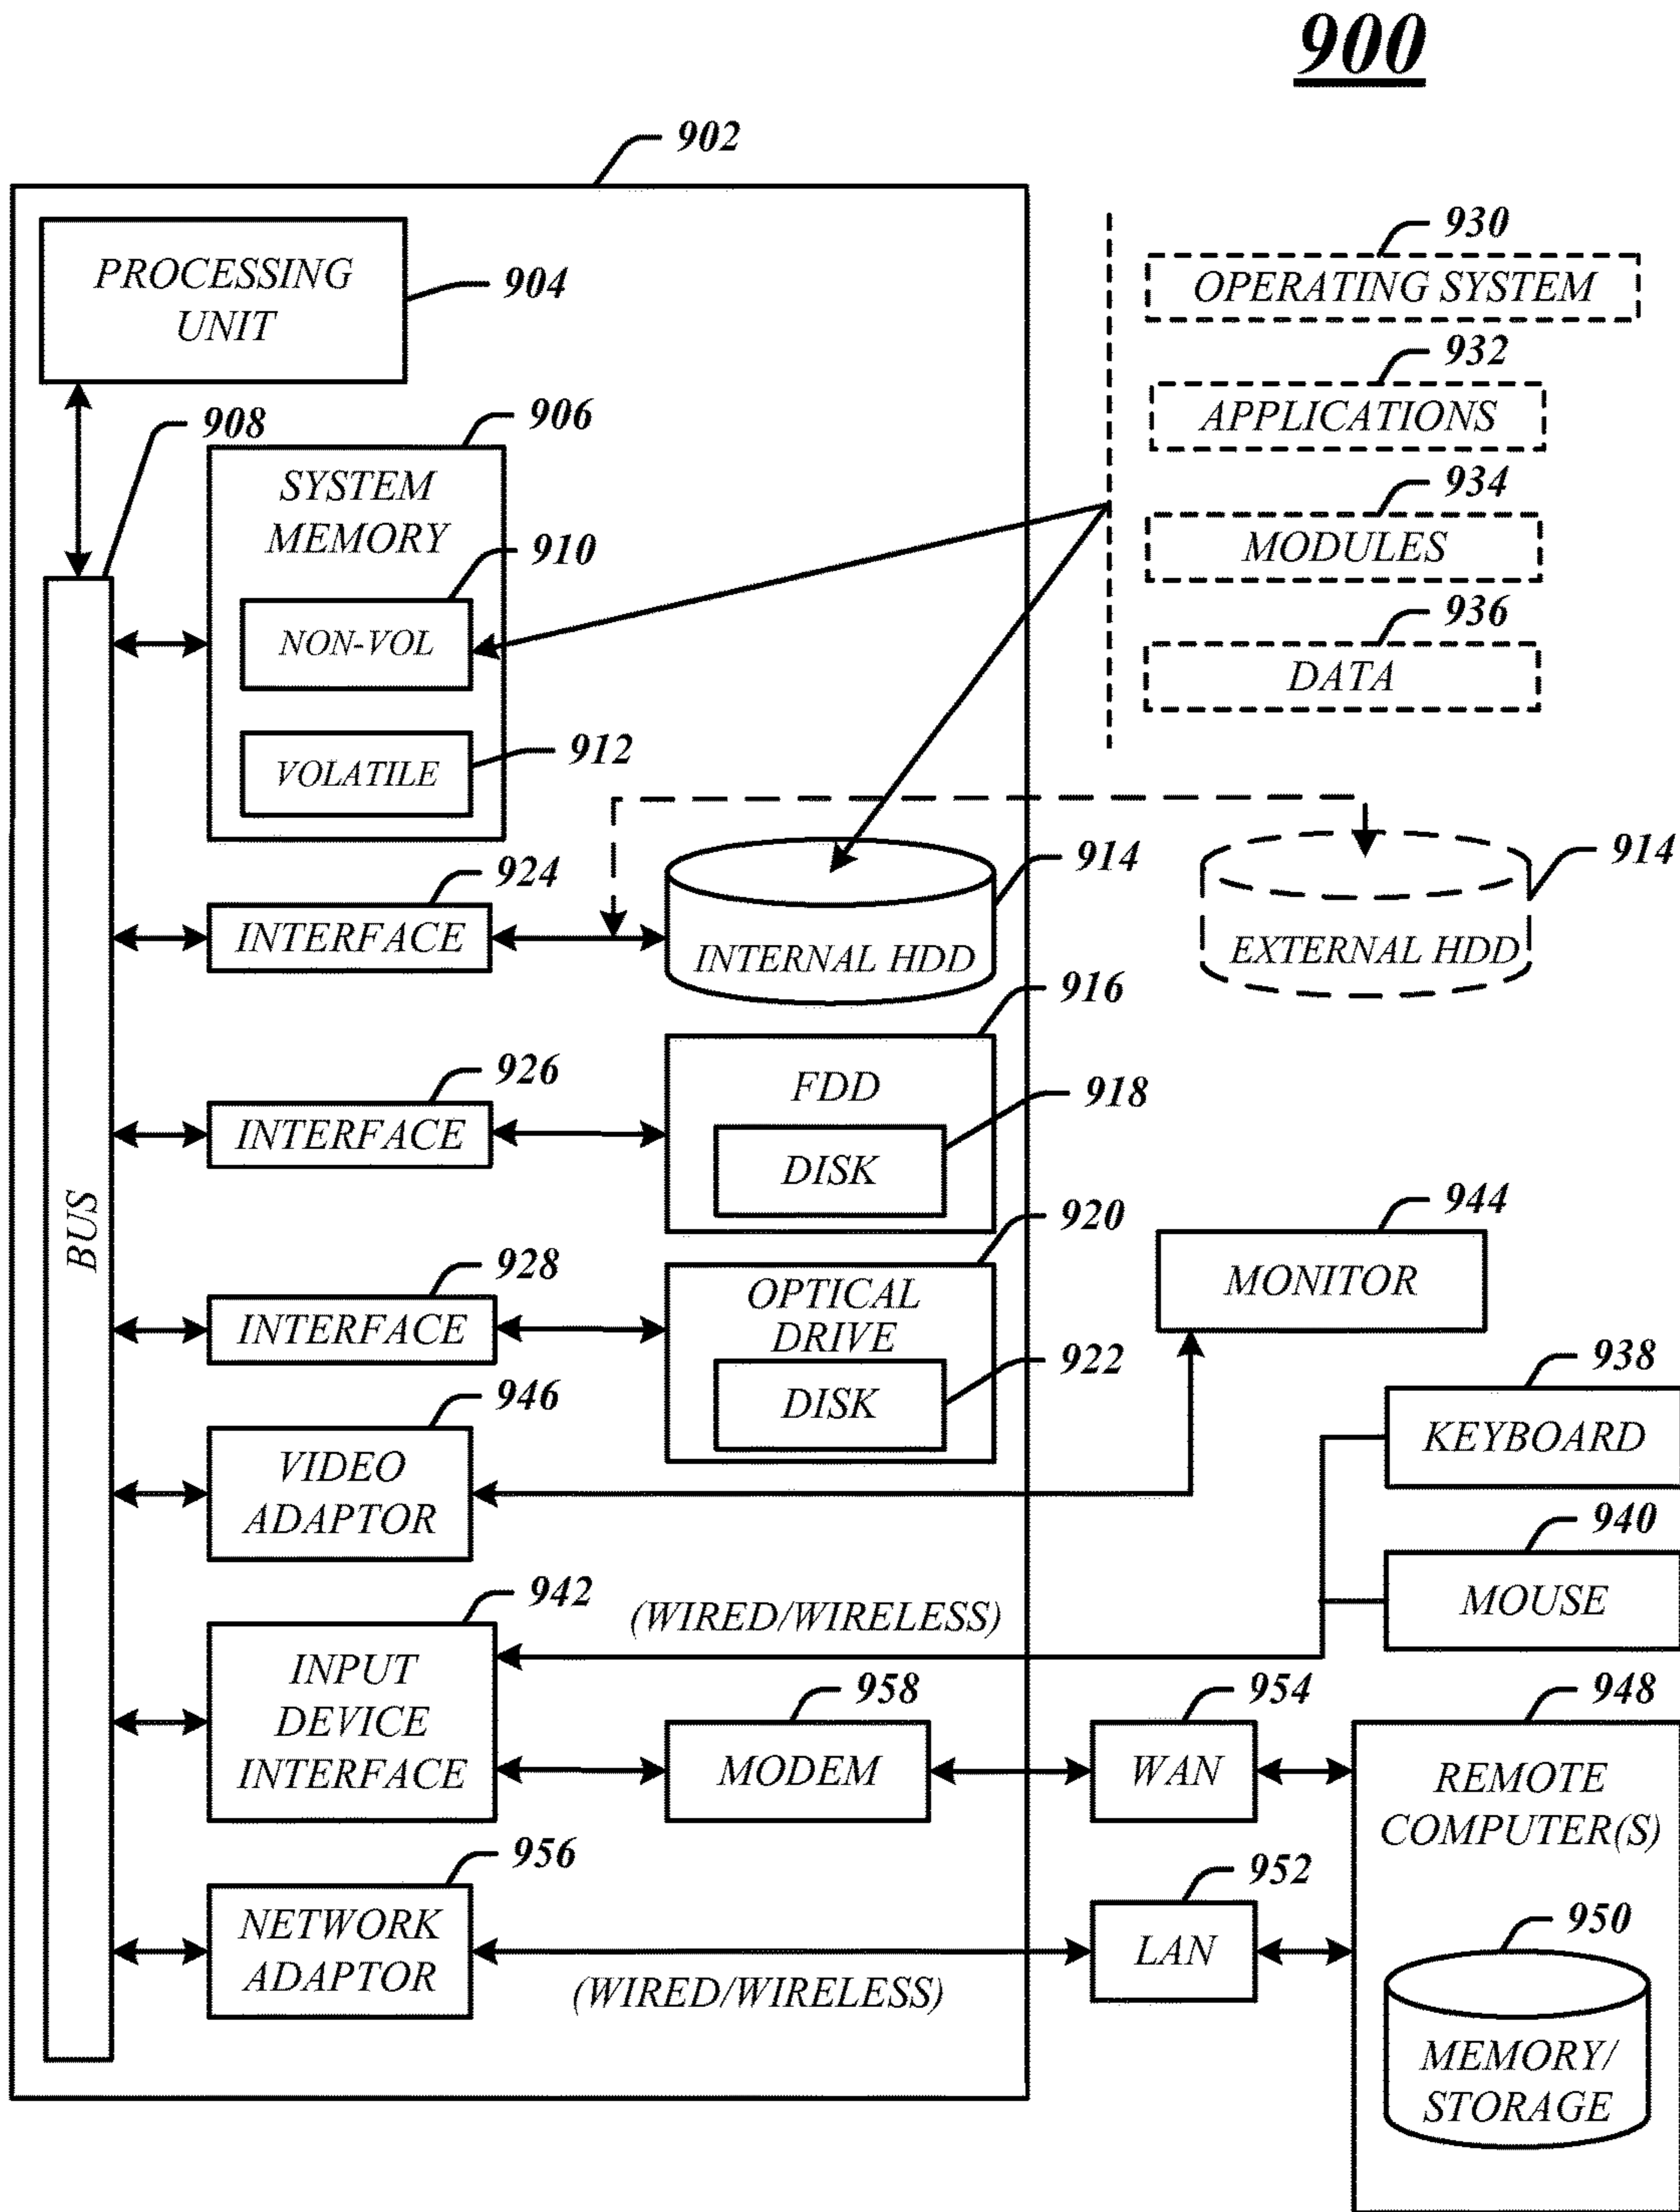 900
902
PROCESSING
UNIT
904
930
OPERATING SYSTEM
932
APPLICATIONS
934
MODULES
936
DATA
908
906
SYSTEM
MEMORY
910
NON-VOL
912
VOLATILE
924
INTERFACE
914
INTERNAL HDD
914
EXTERNAL HDD
916
926
INTERFACE
FDD
918
DISK
BUS
920
928
INTERFACE
OPTICAL
DRIVE
922
DISK
944
MONITOR
938
KEYBOARD
946
VIDEO
ADAPTOR
940
MOUSE
942
(WIRED/WIRELESS)
INPUT
DEVICE
INTERFACE
958
MODEM
954
WAN
948
REMOTE
COMPUTER(S)
956
NETWORK
ADAPTOR
(WIRED/WIRELESS)
952
LAN
950
MEMORY/
STORAGE